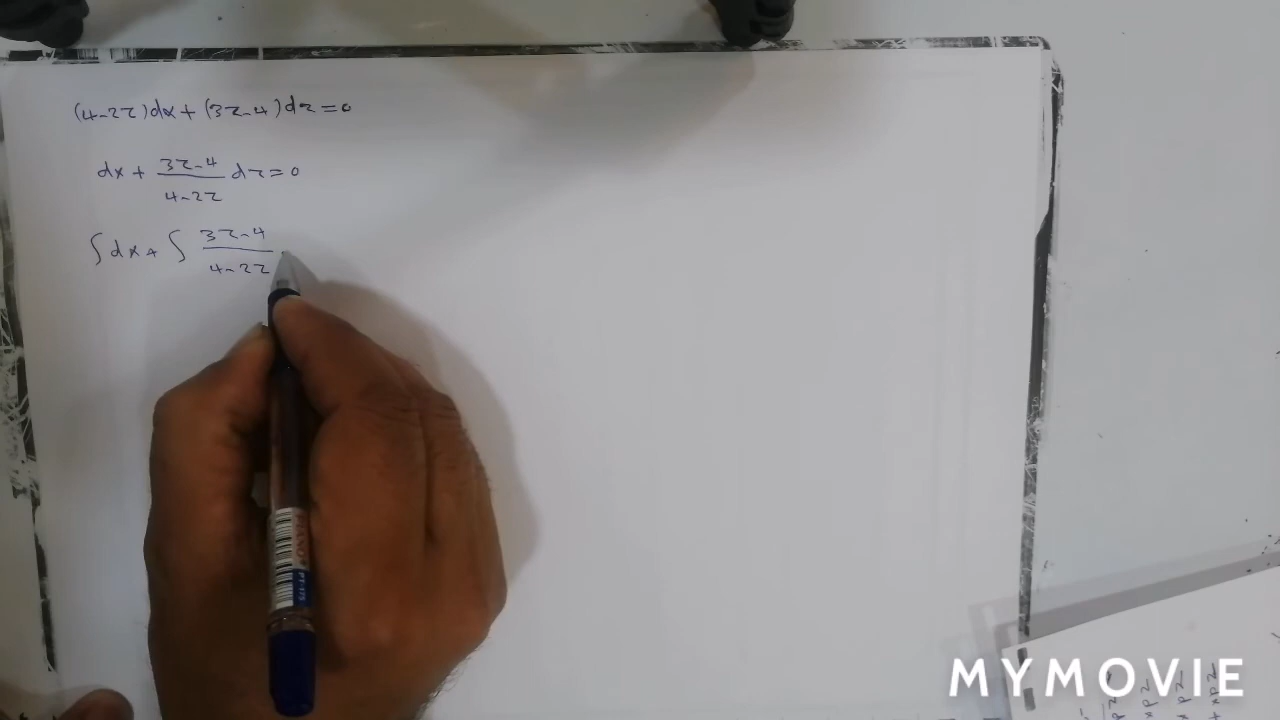 (4-2z)dx+(3z-4)dz=0
dx + 3z-4 / 4-2z dz=0
∫dx+ ∫ 3z-4 / 4-2z
MYMOVIE